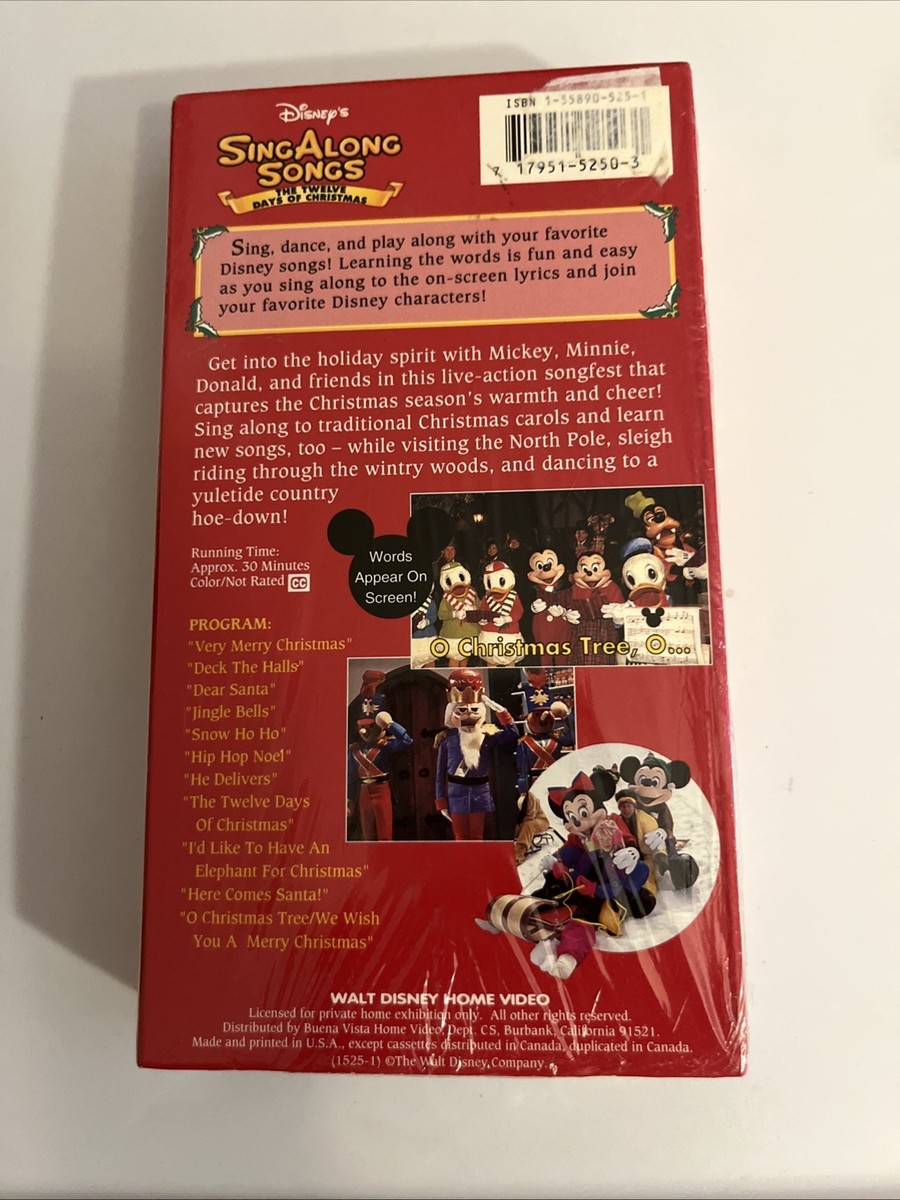 Disney's
SING ALONG
SONGS
THE TWELVE
DAYS OF CHRISTMAS
ISBN 1-55890-525-1
7 17951-5250-3
Sing, dance, and play along with your favorite
Disney songs! Learning the words is fun and easy
as you sing along to the on-screen lyrics and join
your favorite Disney characters!
Get into the holiday spirit with Mickey, Minnie,
Donald, and friends in this live-action songfest that
captures the Christmas season's warmth and cheer!
Sing along to traditional Christmas carols and learn
new songs, too – while visiting the North Pole, sleigh
riding through the wintry woods, and dancing to a
yuletide country
hoe-down!
Running Time:
Approx. 30 Minutes
Color/Not Rated CC
Words
Appear On
Screen!
O Christmas Tree, O...
PROGRAM:
"Very Merry Christmas"
"Deck The Halls"
"Dear Santa"
"Jingle Bells"
"Snow Ho Ho"
"Hip Hop Noel"
"He Delivers"
"The Twelve Days
Of Christmas"
"I'd Like To Have An
Elephant For Christmas"
"Here Comes Santa!"
"O Christmas Tree/We Wish
You A Merry Christmas"
WALT DISNEY HOME VIDEO
Licensed for private home exhibition only. All other rights reserved.
Distributed by Buena Vista Home Video, Dept. CS, Burbank, California 91521.
Made and printed in U.S.A., except cassettes distributed in Canada, duplicated in Canada.
(1525-1) ©The Walt Disney Company.